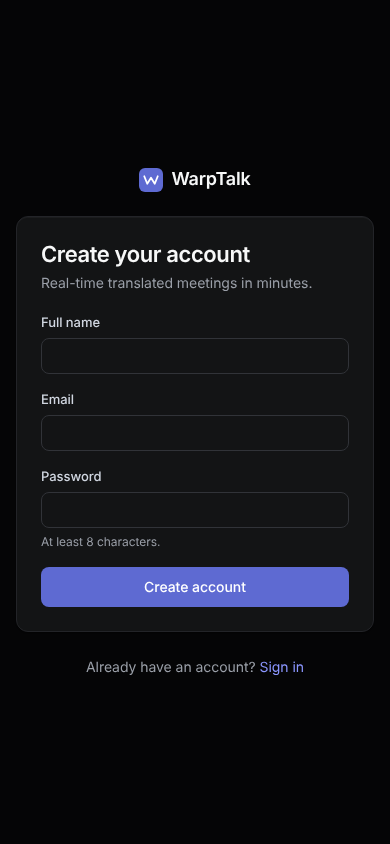 WarpTalk
Create your account
Real-time translated meetings in minutes.
Full name
Email
Password
At least 8 characters.
Create account
Already have an account? Sign in